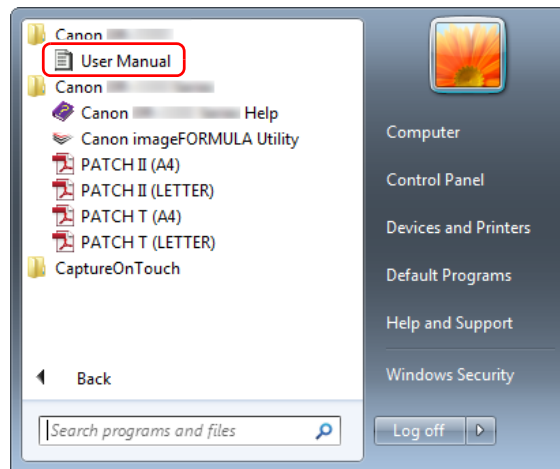 Canon
User Manual
Canon
Canon Help
Canon imageFORMULA Utility
PATCH II (A4)
PATCH II (LETTER)
PATCH T (A4)
PATCH T (LETTER)
CaptureOnTouch
Back
Search programs and files
Computer
Control Panel
Devices and Printers
Default Programs
Help and Support
Windows Security
Log off